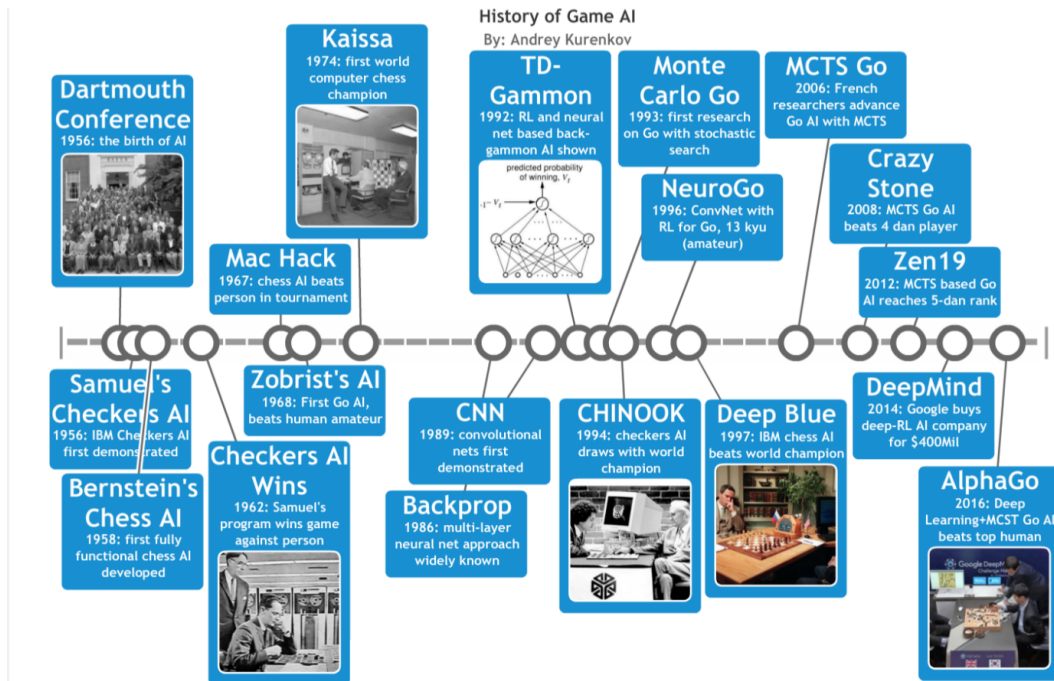 History of Game AI
By: Andrey Kurenkov
Dartmouth
Conference
1956: the birth of AI
Kaissa
1974: first world
computer chess
champion
TD-
Gammon
1992: RL and neural
net based back-
gammon AI shown
predicted probability
of winning, V_t
-1- V_t
Monte
Carlo Go
1993: first research
on Go with stochastic
search
MCTS Go
2006: French
researchers advance
Go AI with MCTS
Crazy
Stone
2008: MCTS Go AI
beats 4 dan player
NeuroGo
1996: ConvNet with
RL for Go, 13 kyu
(amateur)
Mac Hack
1967: chess AI beats
person in tournament
Zen19
2012: MCTS based Go
AI reaches 5-dan rank
Samuel's
Checkers AI
1956: IBM Checkers AI
first demonstrated
Bernstein's
Chess AI
1958: first fully
functional chess AI
developed
Checkers AI
Wins
1962: Samuel's
program wins game
against person
Zobrist's AI
1968: First Go AI,
beats human amateur
CNN
1989: convolutional
nets first
demonstrated
Backprop
1986: multi-layer
neural net approach
widely known
CHINOOK
1994: checkers AI
draws with world
champion
Deep Blue
1997: IBM chess AI
beats world champion
DeepMind
2014: Google buys
deep-RL AI company
for $400Mil
AlphaGo
2016: Deep
Learning+MCST Go AI
beats top human
Google DeepM